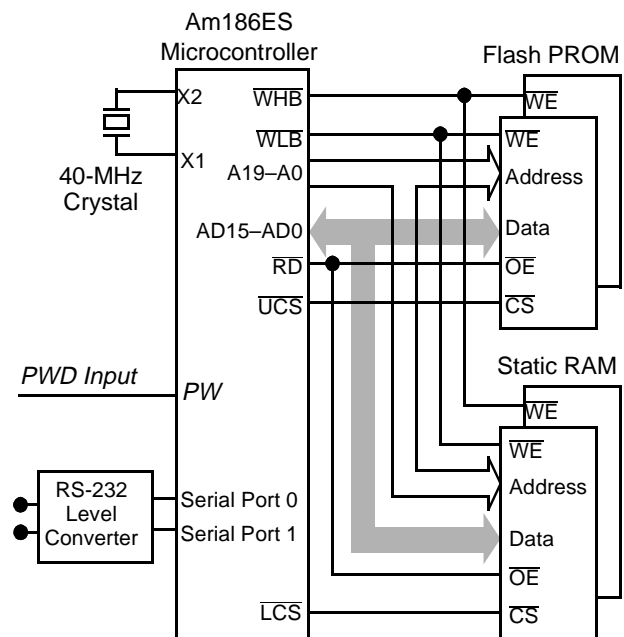 Am186ES
Microcontroller
Flash PROM
X2
WHB
WE
WLB
WE
X1
A19–A0
Address
40-MHz
Crystal
AD15–AD0
Data
RD
OE
UCS
CS
Static RAM
PWD Input
PW
WE
WE
RS-232
Level
Converter
Serial Port 0
Serial Port 1
Address
Data
OE
LCS
CS